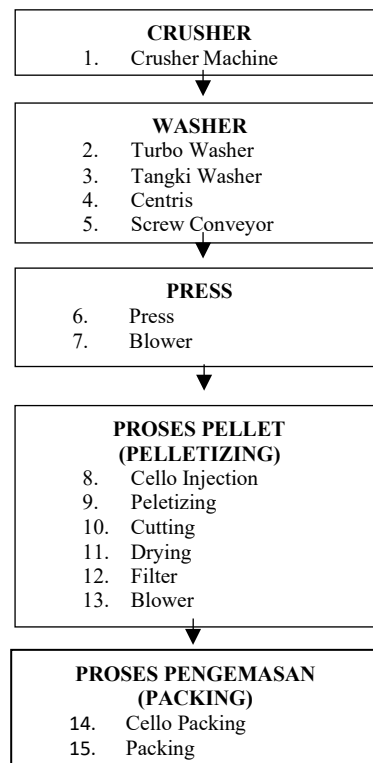 CRUSHER
1. Crusher Machine
WASHER
2. Turbo Washer
3. Tangki Washer
4. Centris
5. Screw Conveyor
PRESS
6. Press
7. Blower
PROSES PELLET
(PELLETIZING)
8. Cello Injection
9. Peletizing
10. Cutting
11. Drying
12. Filter
13. Blower
PROSES PENGEMASAN
(PACKING)
14. Cello Packing
15. Packing